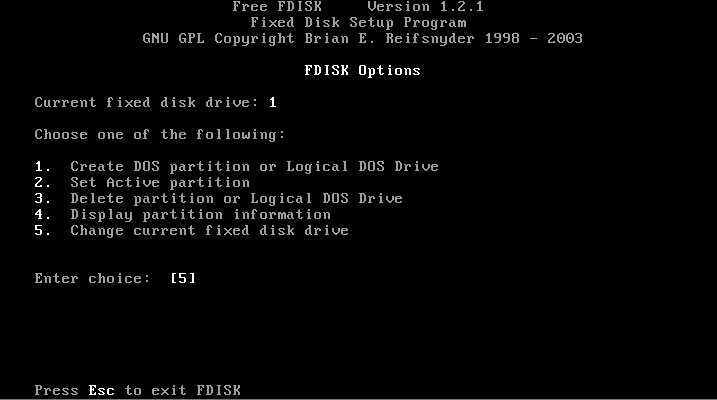 Free FDISK     Version 1.2.1
Fixed Disk Setup Program
GNU GPL Copyright Brian E. Reifsnyder 1998 - 2003
FDISK Options
Current fixed disk drive: 1
Choose one of the following:
1.  Create DOS partition or Logical DOS Drive
2.  Set Active partition
3.  Delete partition or Logical DOS Drive
4.  Display partition information
5.  Change current fixed disk drive
Enter choice:  [5]
Press Esc to exit FDISK